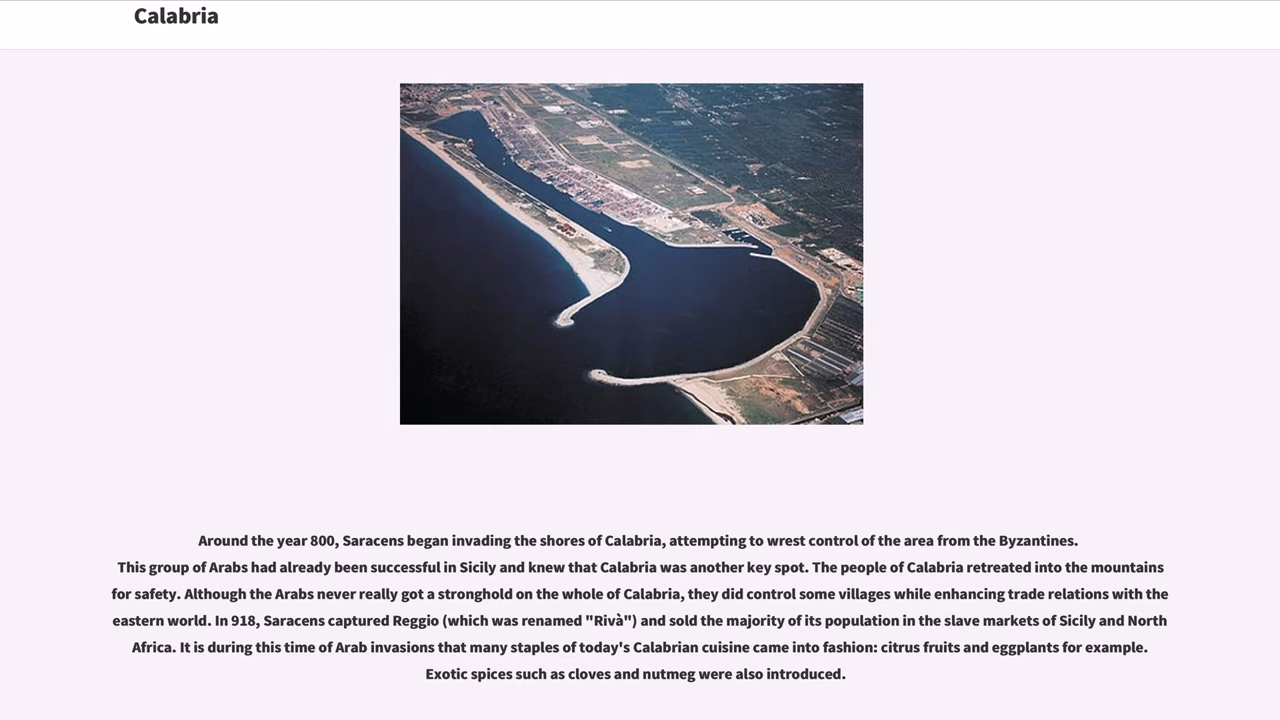 Calabria
Around the year 800, Saracens began invading the shores of Calabria, attempting to wrest control of the area from the Byzantines.
This group of Arabs had already been successful in Sicily and knew that Calabria was another key spot. The people of Calabria retreated into the mountains
for safety. Although the Arabs never really got a stronghold on the whole of Calabria, they did control some villages while enhancing trade relations with the
eastern world. In 918, Saracens captured Reggio (which was renamed "Rivà") and sold the majority of its population in the slave markets of Sicily and North
Africa. It is during this time of Arab invasions that many staples of today's Calabrian cuisine came into fashion: citrus fruits and eggplants for example.
Exotic spices such as cloves and nutmeg were also introduced.